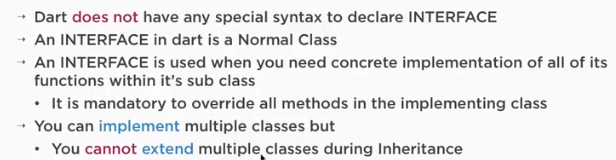 → Dart does not have any special syntax to declare INTERFACE
→ An INTERFACE in dart is a Normal Class
→ An INTERFACE is used when you need concrete implementation of all of its
functions within it's sub class
• It is mandatory to override all methods in the implementing class
→ You can implement multiple classes but
• You cannot extend multiple classes during Inheritance